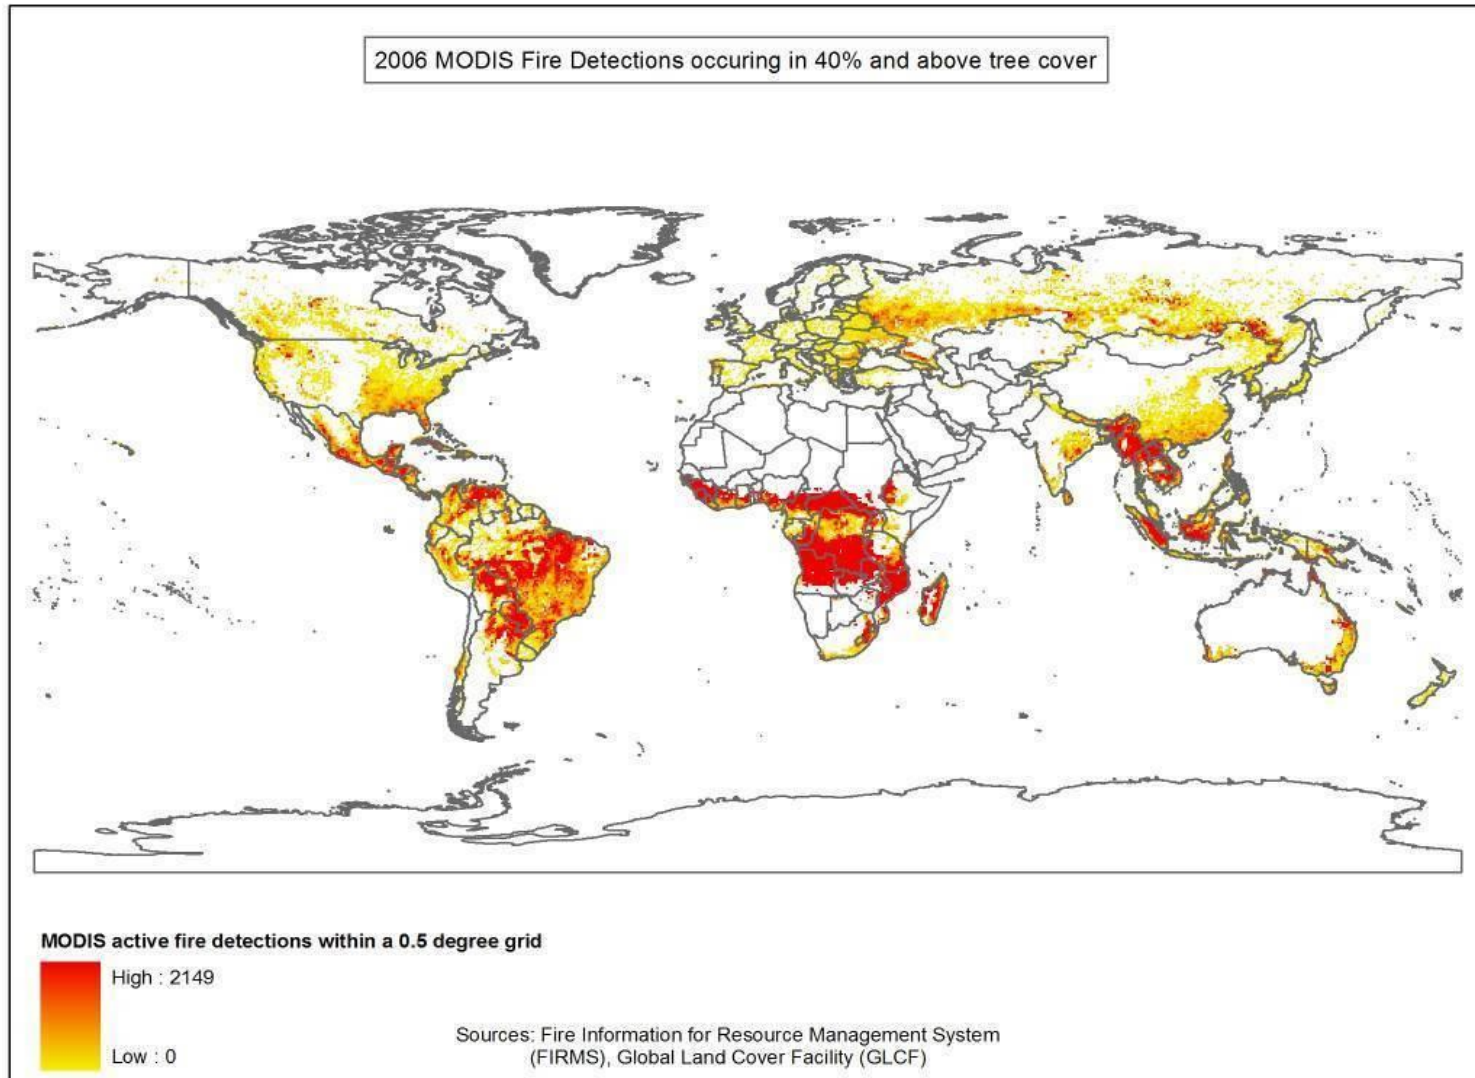 2006 MODIS Fire Detections occuring in 40% and above tree cover
MODIS active fire detections within a 0.5 degree grid
High : 2149
Low : 0
Sources: Fire Information for Resource Management System
(FIRMS), Global Land Cover Facility (GLCF)